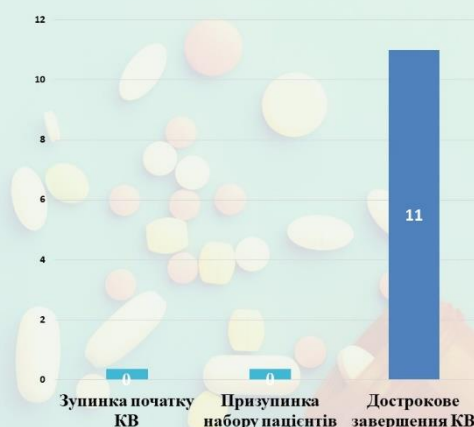 12
10
8
6
4
2
0
0
0
11
Зупинка початку
КВ
Призупинка
набору пацієнтів
Дострокове
завершення КВ